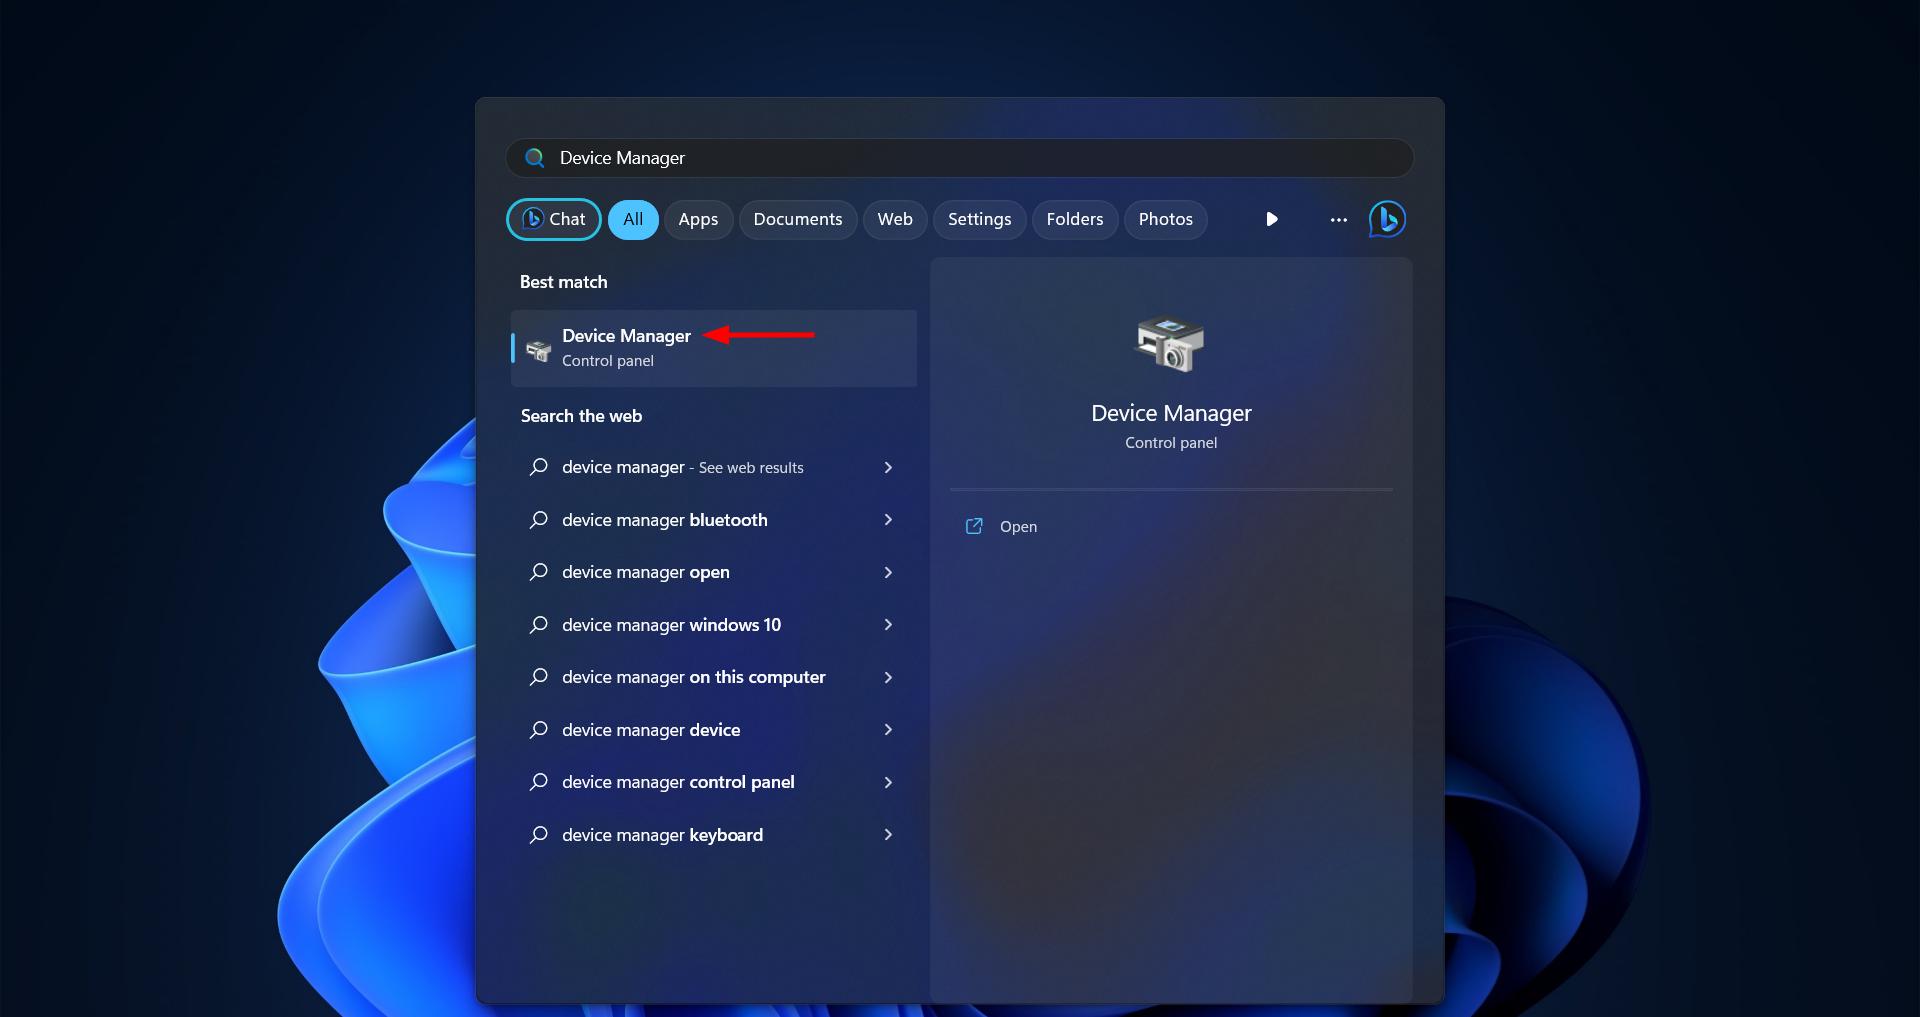 Device Manager
Chat All Apps Documents Web Settings Folders Photos
Best match
Device Manager
Control panel
Search the web
device manager - See web results
device manager bluetooth
device manager open
device manager windows 10
device manager on this computer
device manager device
device manager control panel
device manager keyboard
Device Manager
Control panel
Open